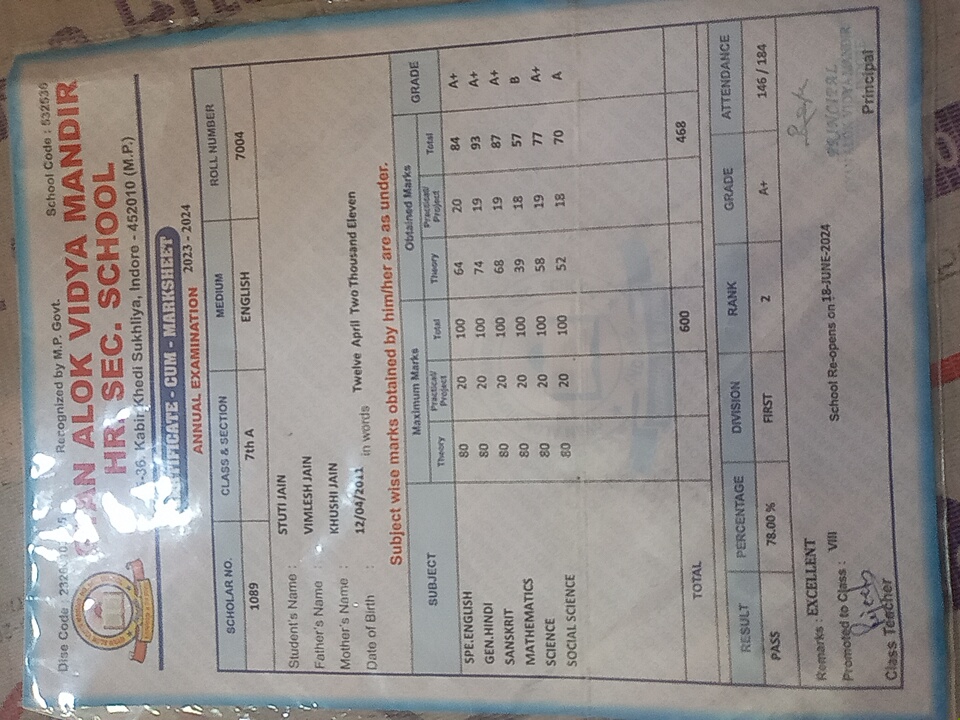 Recognized by M.P. Govt. School Code : 532536
Dise Code :
ALOK VIDYA MANDIR
HR. SEC. SCHOOL
-36, Kabir Khedi Sukhliya, Indore - 452010 (M.P.)
- CUM - MARKSHEET
ANNUAL EXAMINATION 2023 - 2024
SCHOLAR NO. CLASS & SECTION MEDIUM ROLL NUMBER
1089 7th A ENGLISH 7004
Student's Name : STUTI JAIN
Father's Name : VIMLESH JAIN
Mother's Name : KHUSHI JAIN
Date of Birth : 12/04/2011 in words Twelve April Two Thousand Eleven
Subject wise marks obtained by him/her are as under.
SUBJECT Maximum Marks Obtained Marks GRADE
Theory Practical/ Project Total Theory Practical/ Project Total
SPE.ENGLISH 80 20 100 64 20 84 A+
GEN.HINDI 80 20 100 74 19 93 A+
SANSKRIT 80 20 100 68 19 87 A+
MATHEMATICS 80 20 100 39 18 57 B
SCIENCE 80 20 100 58 19 77 A+
SOCIAL SCIENCE 80 20 100 52 18 70 A
TOTAL 600 468
RESULT PERCENTAGE DIVISION RANK GRADE ATTENDANCE
PASS 78.00 % FIRST 2 A+ 146 / 184
Remarks : EXCELLENT
Promoted to Class : VIII School Re-opens on 18-JUNE-2024
Class Teacher Principal